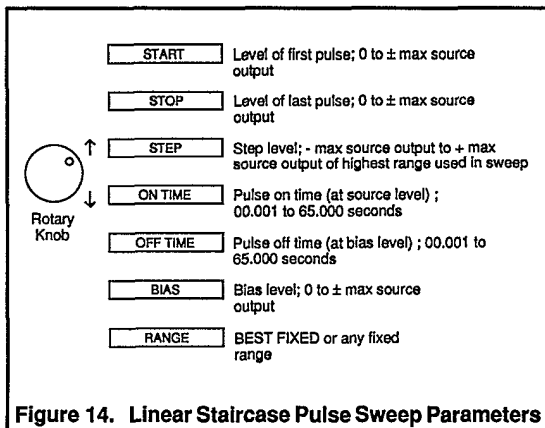 START
Level of first pulse; 0 to ± max source
output
STOP
Level of last pulse; 0 to ± max source
output
↑
STEP
Step level; - max source output to + max
source output of highest range used in sweep
↓
Rotary
Knob
ON TIME
Pulse on time (at source level) ;
00.001 to 65.000 seconds
OFF TIME
Pulse off time (at bias level) ; 00.001 to
65.000 seconds
BIAS
Bias level; 0 to ± max source
output
RANGE
BEST FIXED or any fixed
range
Figure 14. Linear Staircase Pulse Sweep Parameters